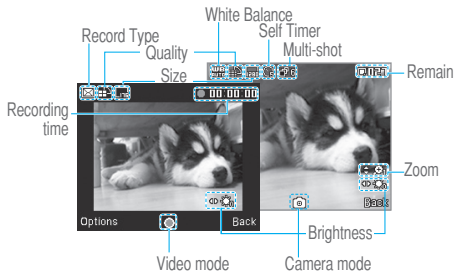 White Balance
Record Type
Self Timer
Quality
Multi-shot
Size
Remain
00:00:00
Recording
time
Zoom
Back
Options
Back
Brightness
Video mode
Camera mode